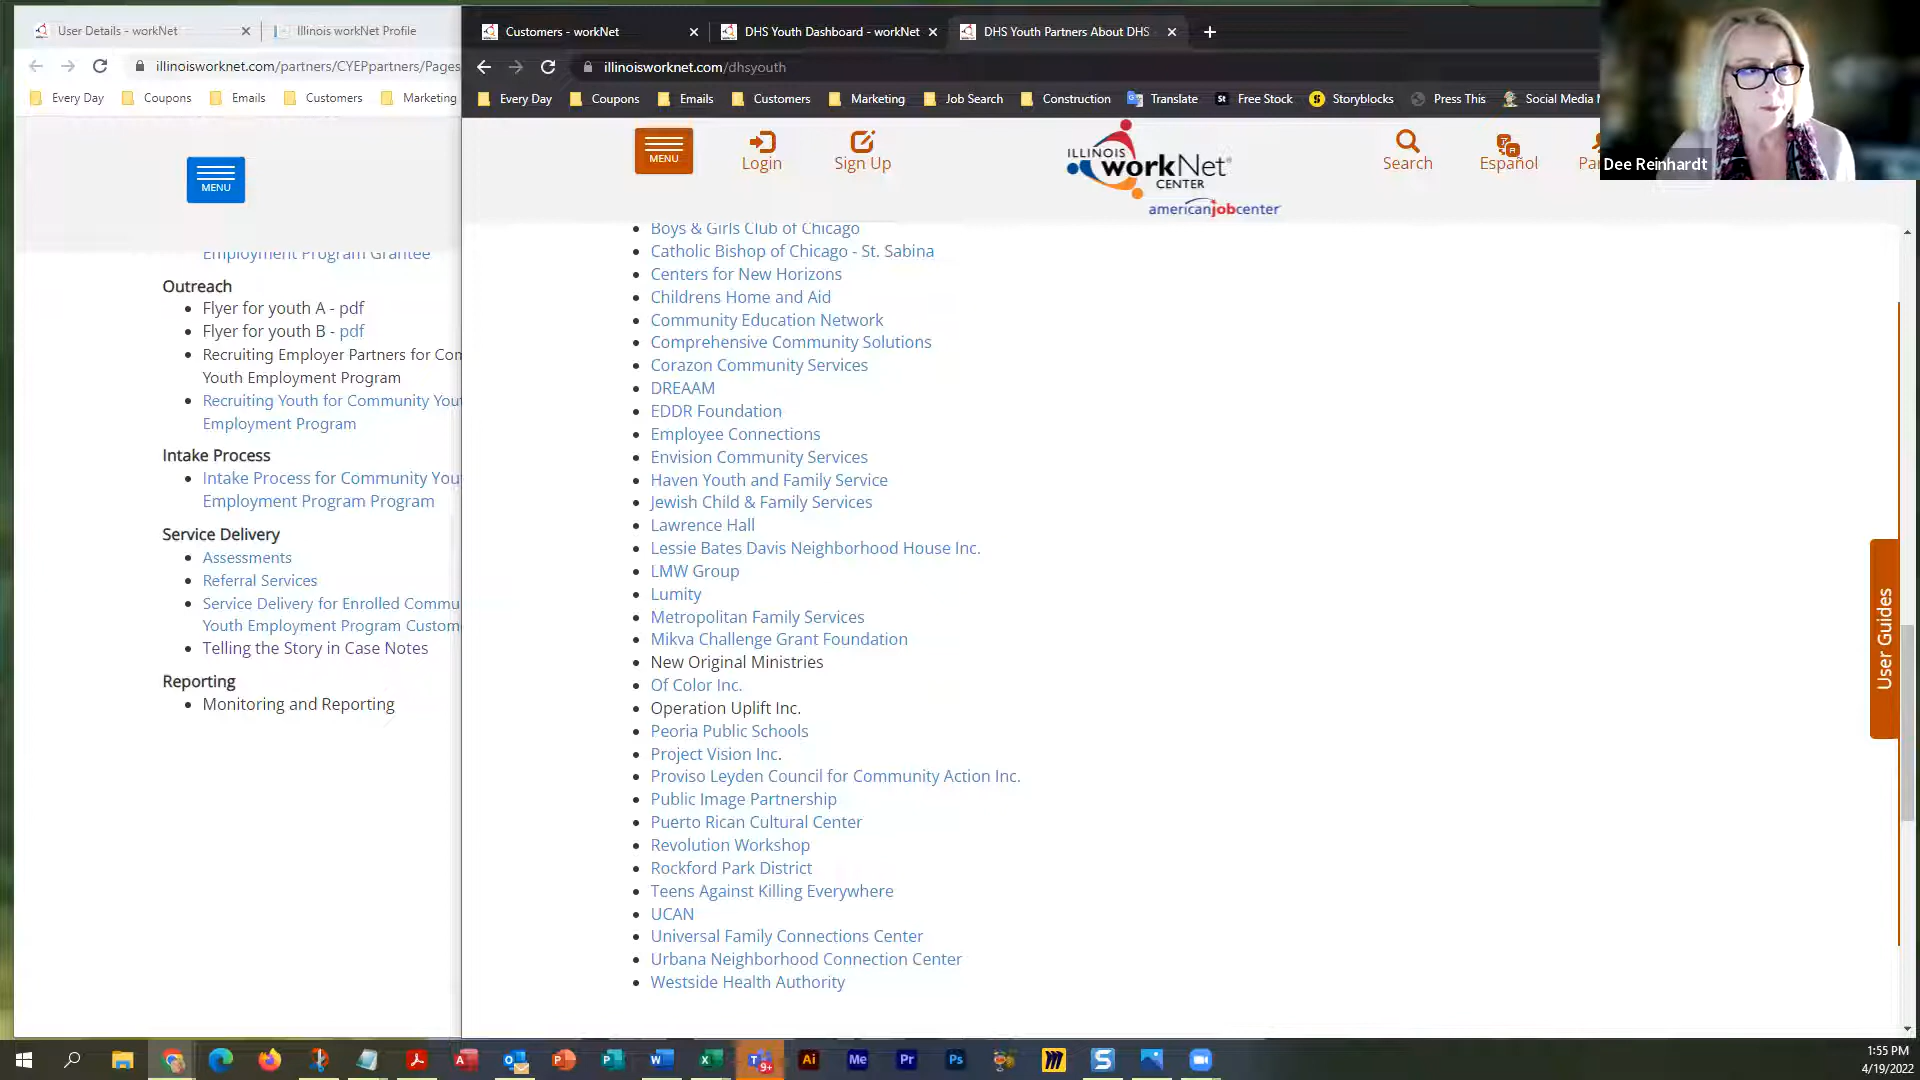 User Details - workNet
Illinois workNet Profile
illinoisworknet.com/partners/CYEPpartners/Pages
Every Day
Coupons
Emails
Customers
Marketing
MENU
Employment Program Grantee
Outreach
Flyer for youth A - pdf
Flyer for youth B - pdf
Recruiting Employer Partners for Com
Youth Employment Program
Recruiting Youth for Community You
Employment Program
Intake Process
Intake Process for Community You
Employment Program Program
Service Delivery
Assessments
Referral Services
Service Delivery for Enrolled Commu
Youth Employment Program Custom
Telling the Story in Case Notes
Reporting
Monitoring and Reporting
Customers - workNet
DHS Youth Dashboard - workNet
DHS Youth Partners About DHS
illinoisworknet.com/dhsyouth
Every Day
Coupons
Emails
Customers
Marketing
Job Search
Construction
Translate
St Free Stock
Storyblocks
Press This
Social Media
MENU
Login
Sign Up
ILLINOIS
workNet
CENTER
americanjobcenter
Search
Español
Dee Reinhardt
Boys & Girls Club of Chicago
Catholic Bishop of Chicago - St. Sabina
Centers for New Horizons
Childrens Home and Aid
Community Education Network
Comprehensive Community Solutions
Corazon Community Services
DREAAM
EDDR Foundation
Employee Connections
Envision Community Services
Haven Youth and Family Service
Jewish Child & Family Services
Lawrence Hall
Lessie Bates Davis Neighborhood House Inc.
LMW Group
Lumity
Metropolitan Family Services
Mikva Challenge Grant Foundation
New Original Ministries
Of Color Inc.
Operation Uplift Inc.
Peoria Public Schools
Project Vision Inc.
Proviso Leyden Council for Community Action Inc.
Public Image Partnership
Puerto Rican Cultural Center
Revolution Workshop
Rockford Park District
Teens Against Killing Everywhere
UCAN
Universal Family Connections Center
Urbana Neighborhood Connection Center
Westside Health Authority
User Guides
9+
Ai
Me
Pr
Ps
1:55 PM
4/19/2022